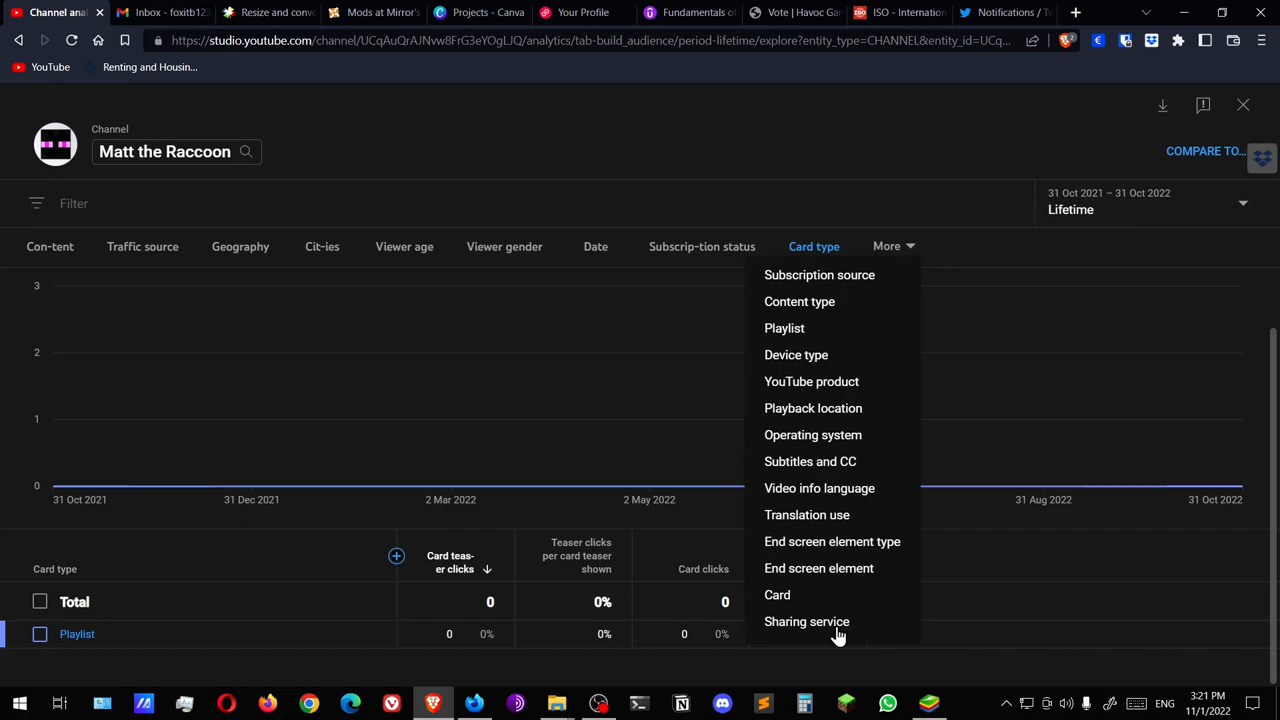 Channel anal
Inbox - foxitb123
Resize and conve
Mods at Mirror's
Projects - Canva
Your Profile
Fundamentals of
Vote | Havoc Gam
ISO - Internation
Notifications / Tw
https://studio.youtube.com/channel/UCqAuQrAJNvw8FrG3eYOgLJQ/analytics/tab-build_audience/period-lifetime/explore?entity_type=CHANNEL&entity_id=UCq...
2
YouTube
Renting and Housin...
Channel
Matt the Raccoon
COMPARE TO...
Filter
31 Oct 2021 – 31 Oct 2022
Lifetime
Con-tent
Traffic source
Geography
Cit-ies
Viewer age
Viewer gender
Date
Subscrip-tion status
Card type
More
Subscription source
Content type
Playlist
Device type
YouTube product
Playback location
Operating system
Subtitles and CC
Video info language
Translation use
End screen element type
End screen element
Card
Sharing service
3
2
1
0
31 Oct 2021
31 Dec 2021
2 Mar 2022
2 May 2022
31 Aug 2022
31 Oct 2022
Card type
Card teas-
er clicks
Teaser clicks
per card teaser
shown
Card clicks
Total
0
0%
0
Playlist
0 0%
0%
0 0%
ENG
3:21 PM
11/1/2022